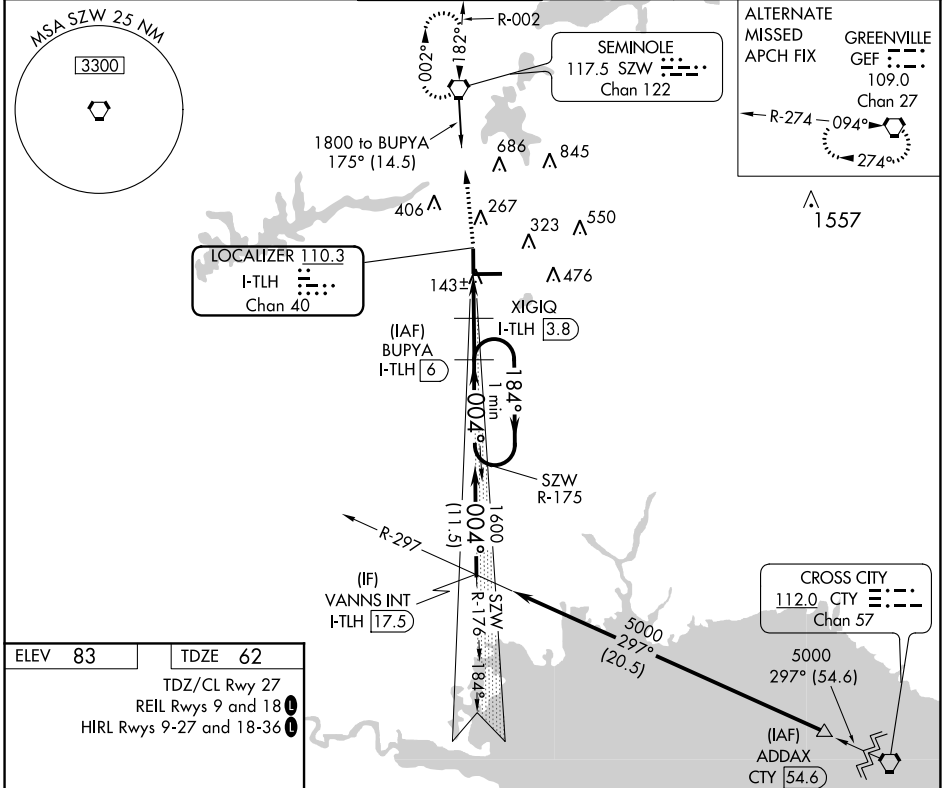 MSA SZW 25 NM
3300
R-002
002°
182°
SEMINOLE
117.5 SZW
Chan 122
ALTERNATE
MISSED
APCH FIX
GREENVILLE
GEF
109.0
Chan 27
R-274
094°
274°
1800 to BUPYA
175° (14.5)
686
845
406
267
323
550
1557
476
143±
LOCALIZER 110.3
I-TLH
Chan 40
XIGIQ
I-TLH 3.8
(IAF)
BUPYA
I-TLH 6
184°
1 min
004°
SZW
R-175
004°
1600
(11.5)
R-297
(IF)
VANNS INT
I-TLH 17.5
SZW
R-176
184°
5000
297°
(20.5)
CROSS CITY
112.0 CTY
Chan 57
5000
297° (54.6)
(IAF)
ADDAX
CTY 54.6
ELEV 83
TDZE 62
TDZ/CL Rwy 27
REIL Rwys 9 and 18 L
HIRL Rwys 9-27 and 18-36 L